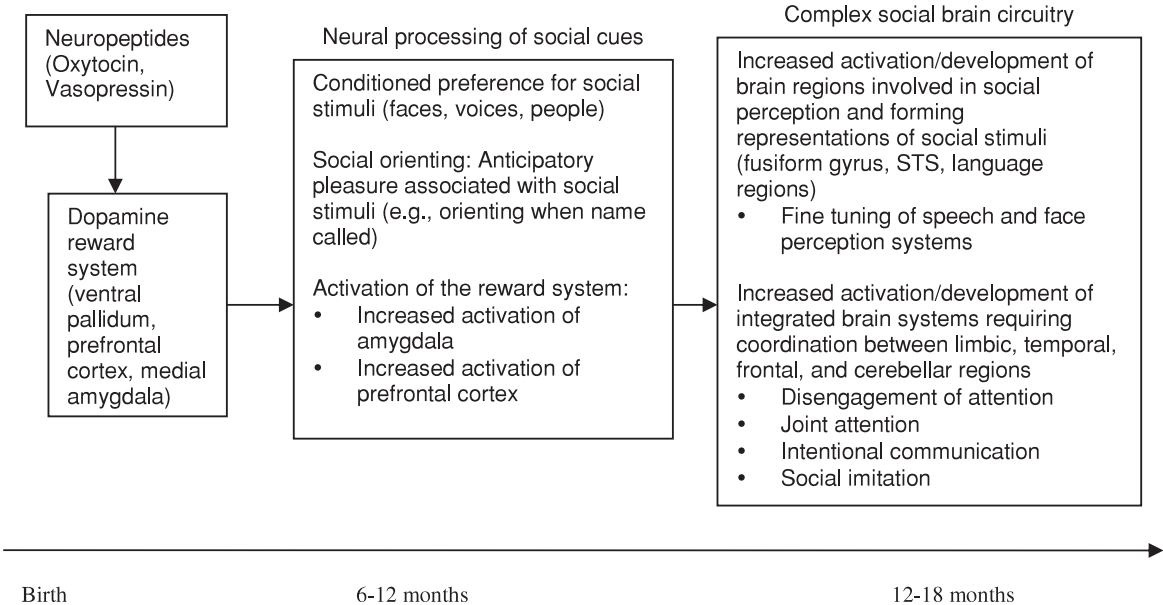 Neuropeptides
(Oxytocin,
Vasopressin)
Dopamine
reward
system
(ventral
pallidum,
prefrontal
cortex, medial
amygdala)
Neural processing of social cues
Conditioned preference for social
stimuli (faces, voices, people)
Social orienting: Anticipatory
pleasure associated with social
stimuli (e.g., orienting when name
called)
Activation of the reward system:
• Increased activation of
amygdala
• Increased activation of
prefrontal cortex
Complex social brain circuitry
Increased activation/development of
brain regions involved in social
perception and forming
representations of social stimuli
(fusiform gyrus, STS, language
regions)
• Fine tuning of speech and face
perception systems
Increased activation/development of
integrated brain systems requiring
coordination between limbic, temporal,
frontal, and cerebellar regions
• Disengagement of attention
• Joint attention
• Intentional communication
• Social imitation
Birth
6-12 months
12-18 months